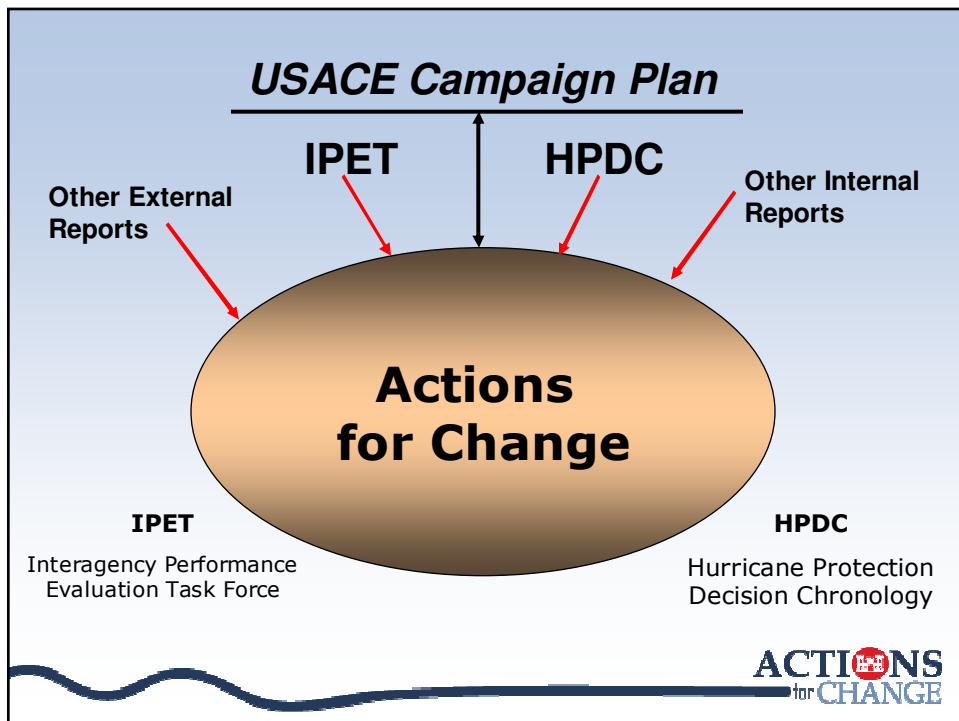 USACE Campaign Plan
IPET
HPDC
Other External
Reports
Other Internal
Reports
Actions
for Change
IPET
Interagency Performance
Evaluation Task Force
HPDC
Hurricane Protection
Decision Chronology
ACTIONS
for CHANGE